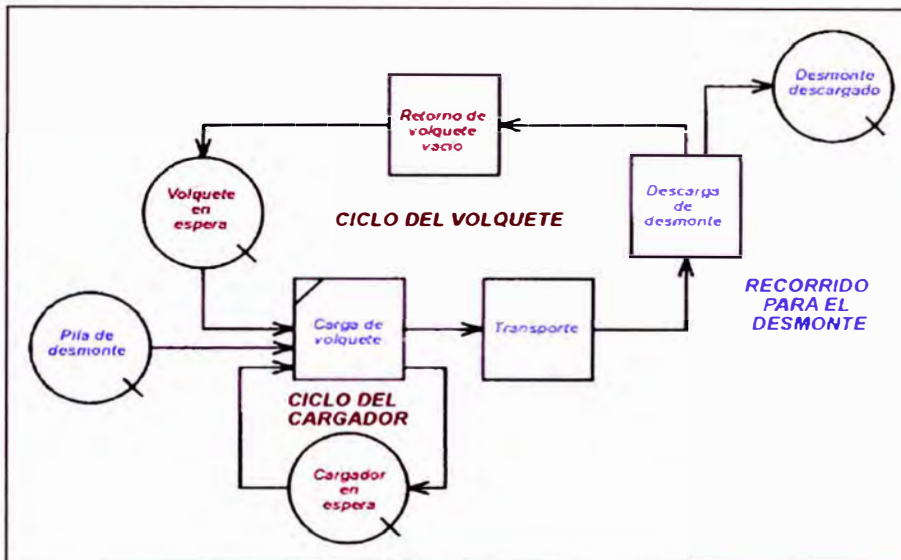 Desmonte
descargado
Retorno de
volquete
vacío
Volquete
en
espera
Descarga
de
desmonte
CICLO DEL VOLQUETE
RECORRIDO
PARA EL
DESMONTE
Pila de
desmonte
Carga de
volquete
Transporte
CICLO DEL
CARGADOR
Cargador
en
espera